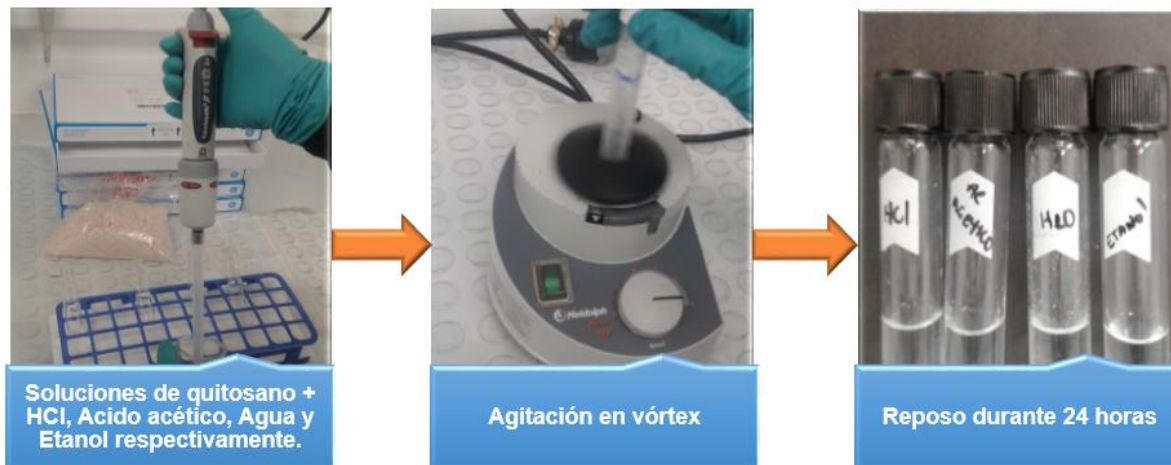 Soluciones de quitosano +
HCl, Acido acético, Agua y
Etanol respectivamente.
Heidolph
Agitación en vórtex
HCl
AC
ACETICO
H2O
ETANOl
Reposo durante 24 horas